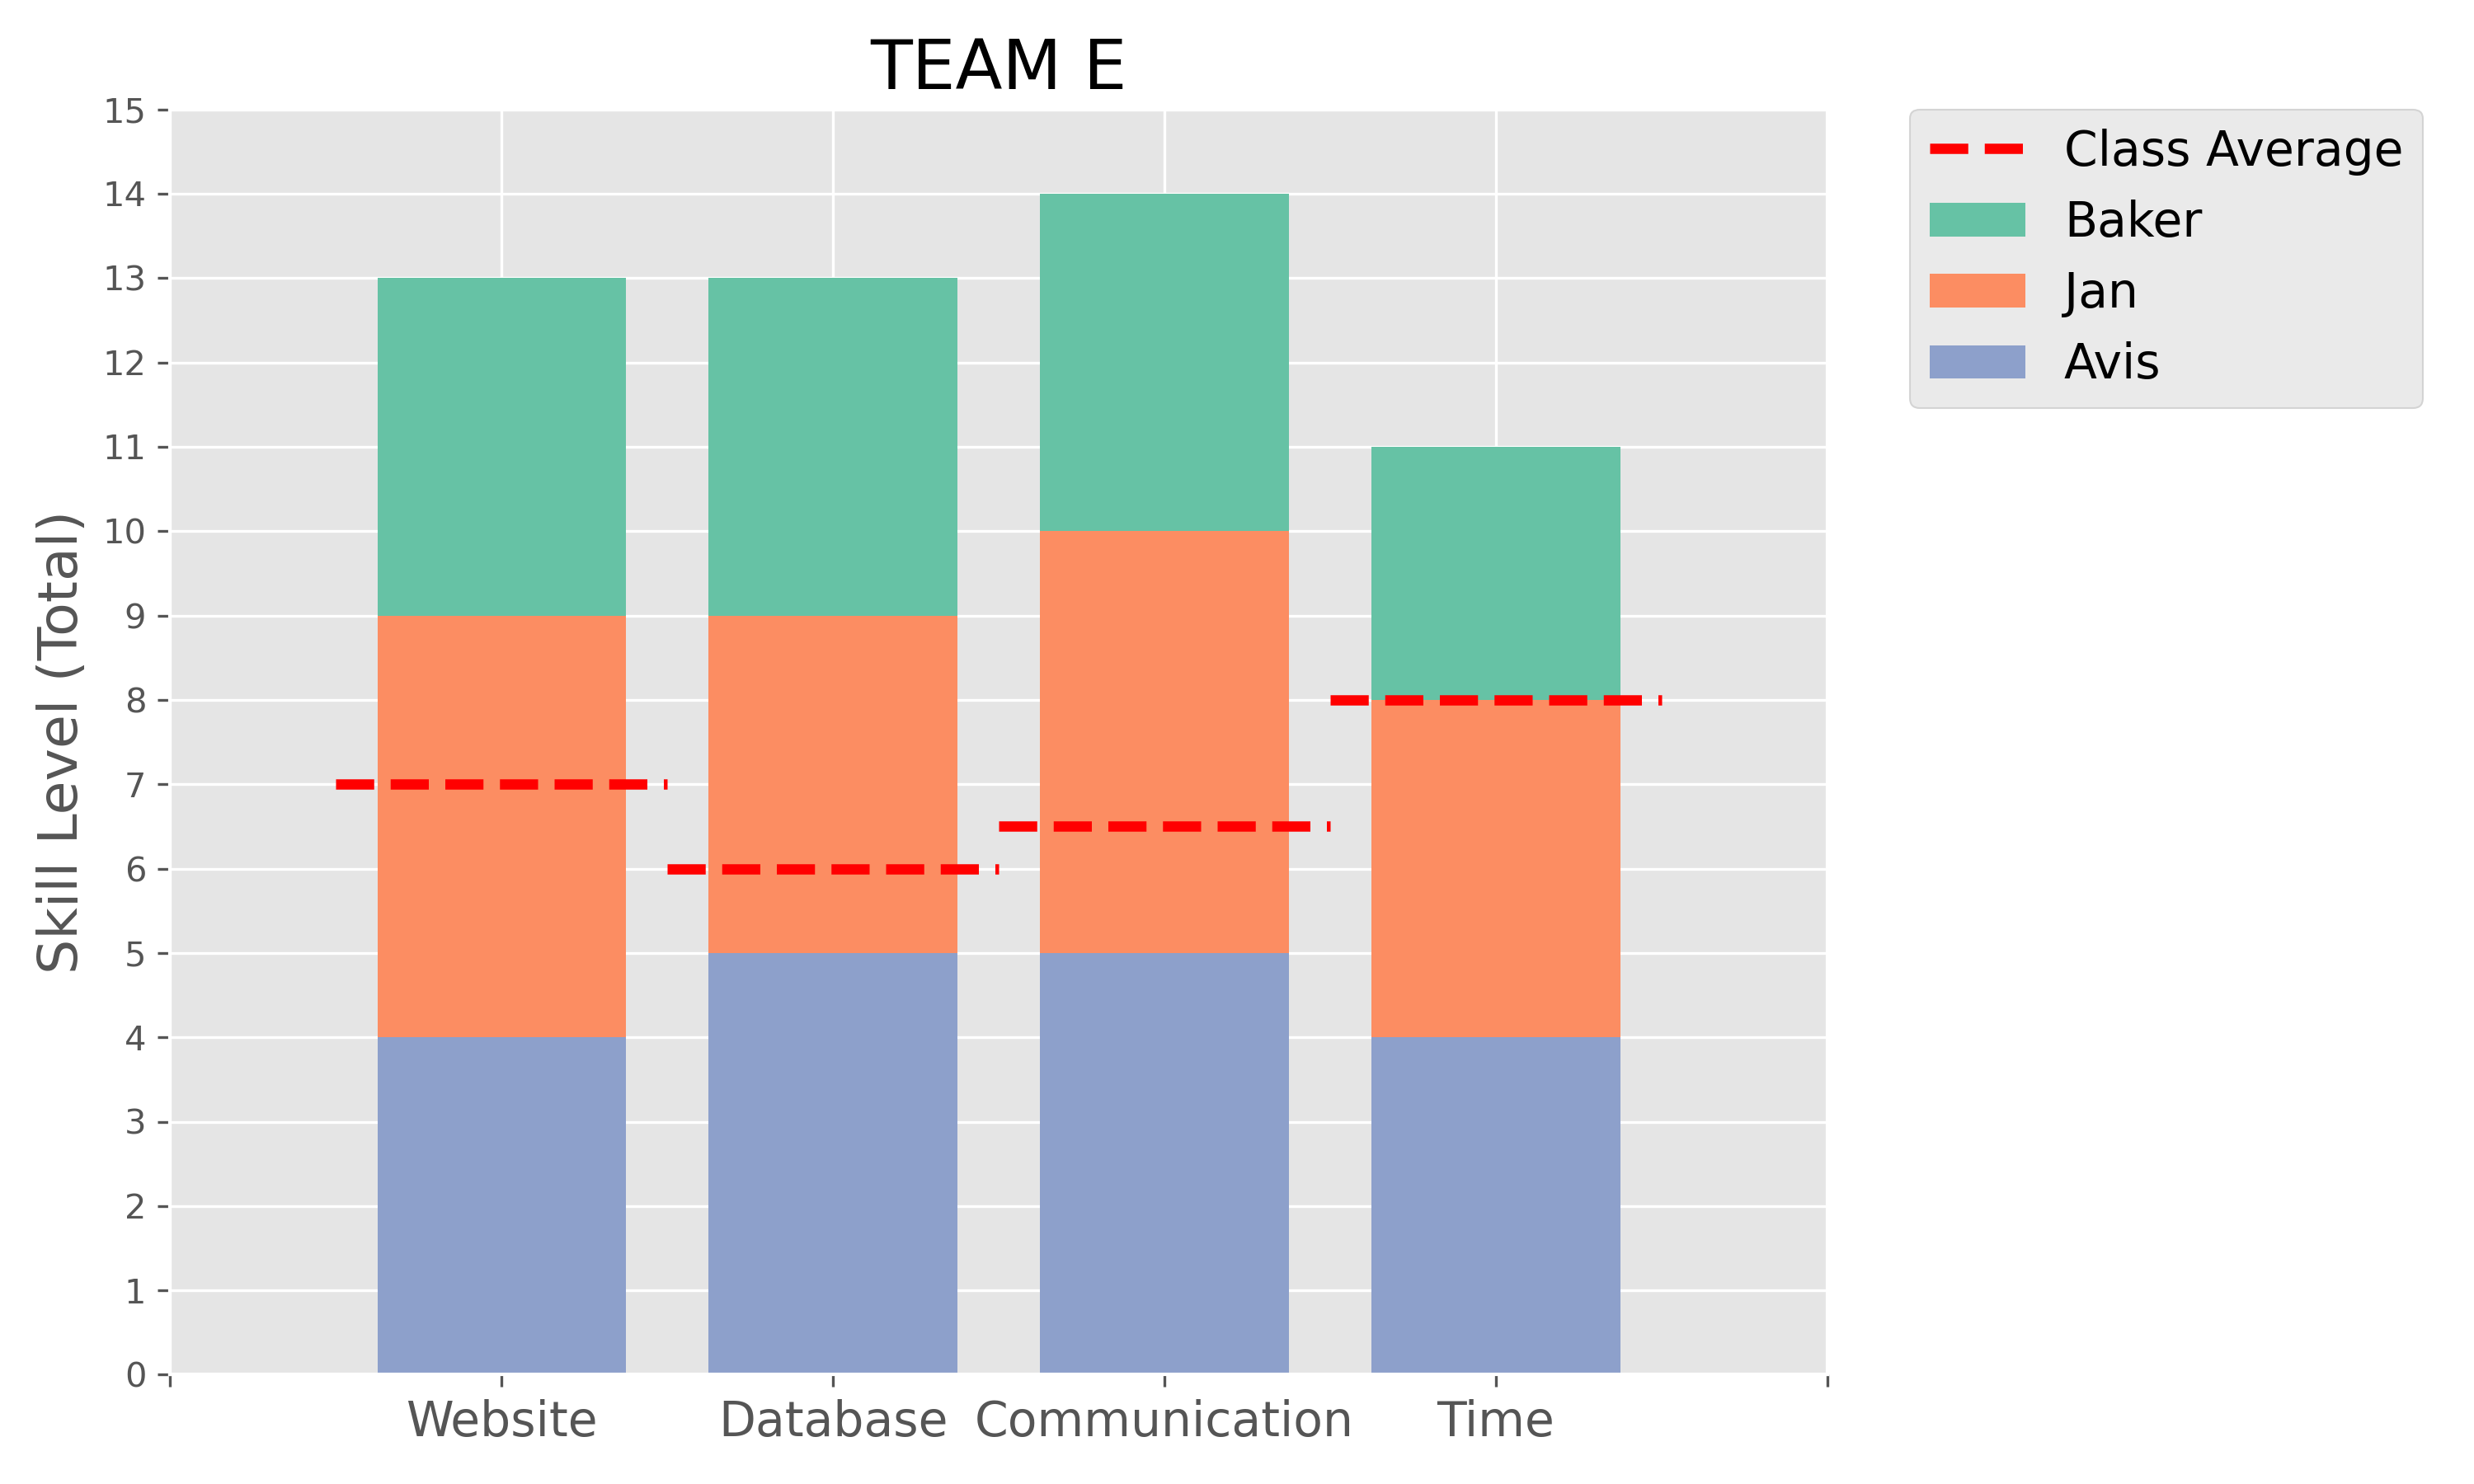 TEAM E
Skill Level (Total)
15
14
13
12
11
10
9
8
7
6
5
4
3
2
1
0
Website
Database
Communication
Time
Class Average
Baker
Jan
Avis